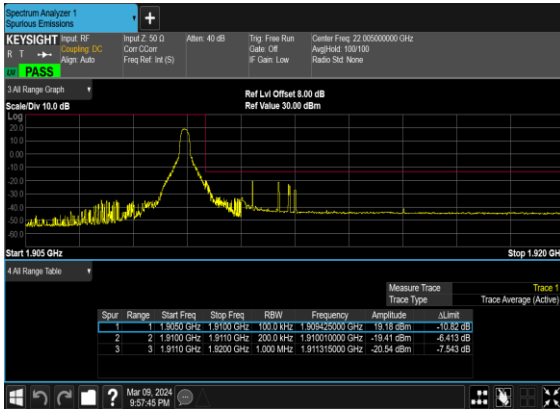 Spectrum Analyzer 1
Spurious Emissions
KEYSIGHT Input: RF Input Z: 50 Ω Atten: 40 dB Trig: Free Run Center Freq: 22.005000000 GHz
R T Coupling: DC Corr CCorr Gate: Off Avg|Hold: 100/100
Align: Auto Freq Ref: Int (S) IF Gain: Low Radio Std: None
LXI PASS
3 All Range Graph
Ref Lvl Offset 8.00 dB
Scale/Div 10.0 dB Ref Value 30.00 dBm
Log
20.0
10.0
0.00
-10.0
-20.0
-30.0
-40.0
-50.0
-60.0
Start 1.905 GHz Stop 1.920 GH
4 All Range Table
Measure Trace Trace 1
Trace Type Trace Average (Active)
Spur Range Start Freq Stop Freq RBW Frequency Amplitude ΔLimit
1 1 1.9050 GHz 1.9100 GHz 100.0 kHz 1.909425000 GHz 19.18 dBm -10.82 dB
2 2 1.9100 GHz 1.9110 GHz 200.0 kHz 1.910010000 GHz -19.41 dBm -6.413 dB
3 3 1.9110 GHz 1.9200 GHz 1.000 MHz 1.911315000 GHz -20.54 dBm -7.543 dB
? Mar 09, 2024
9:57:45 PM